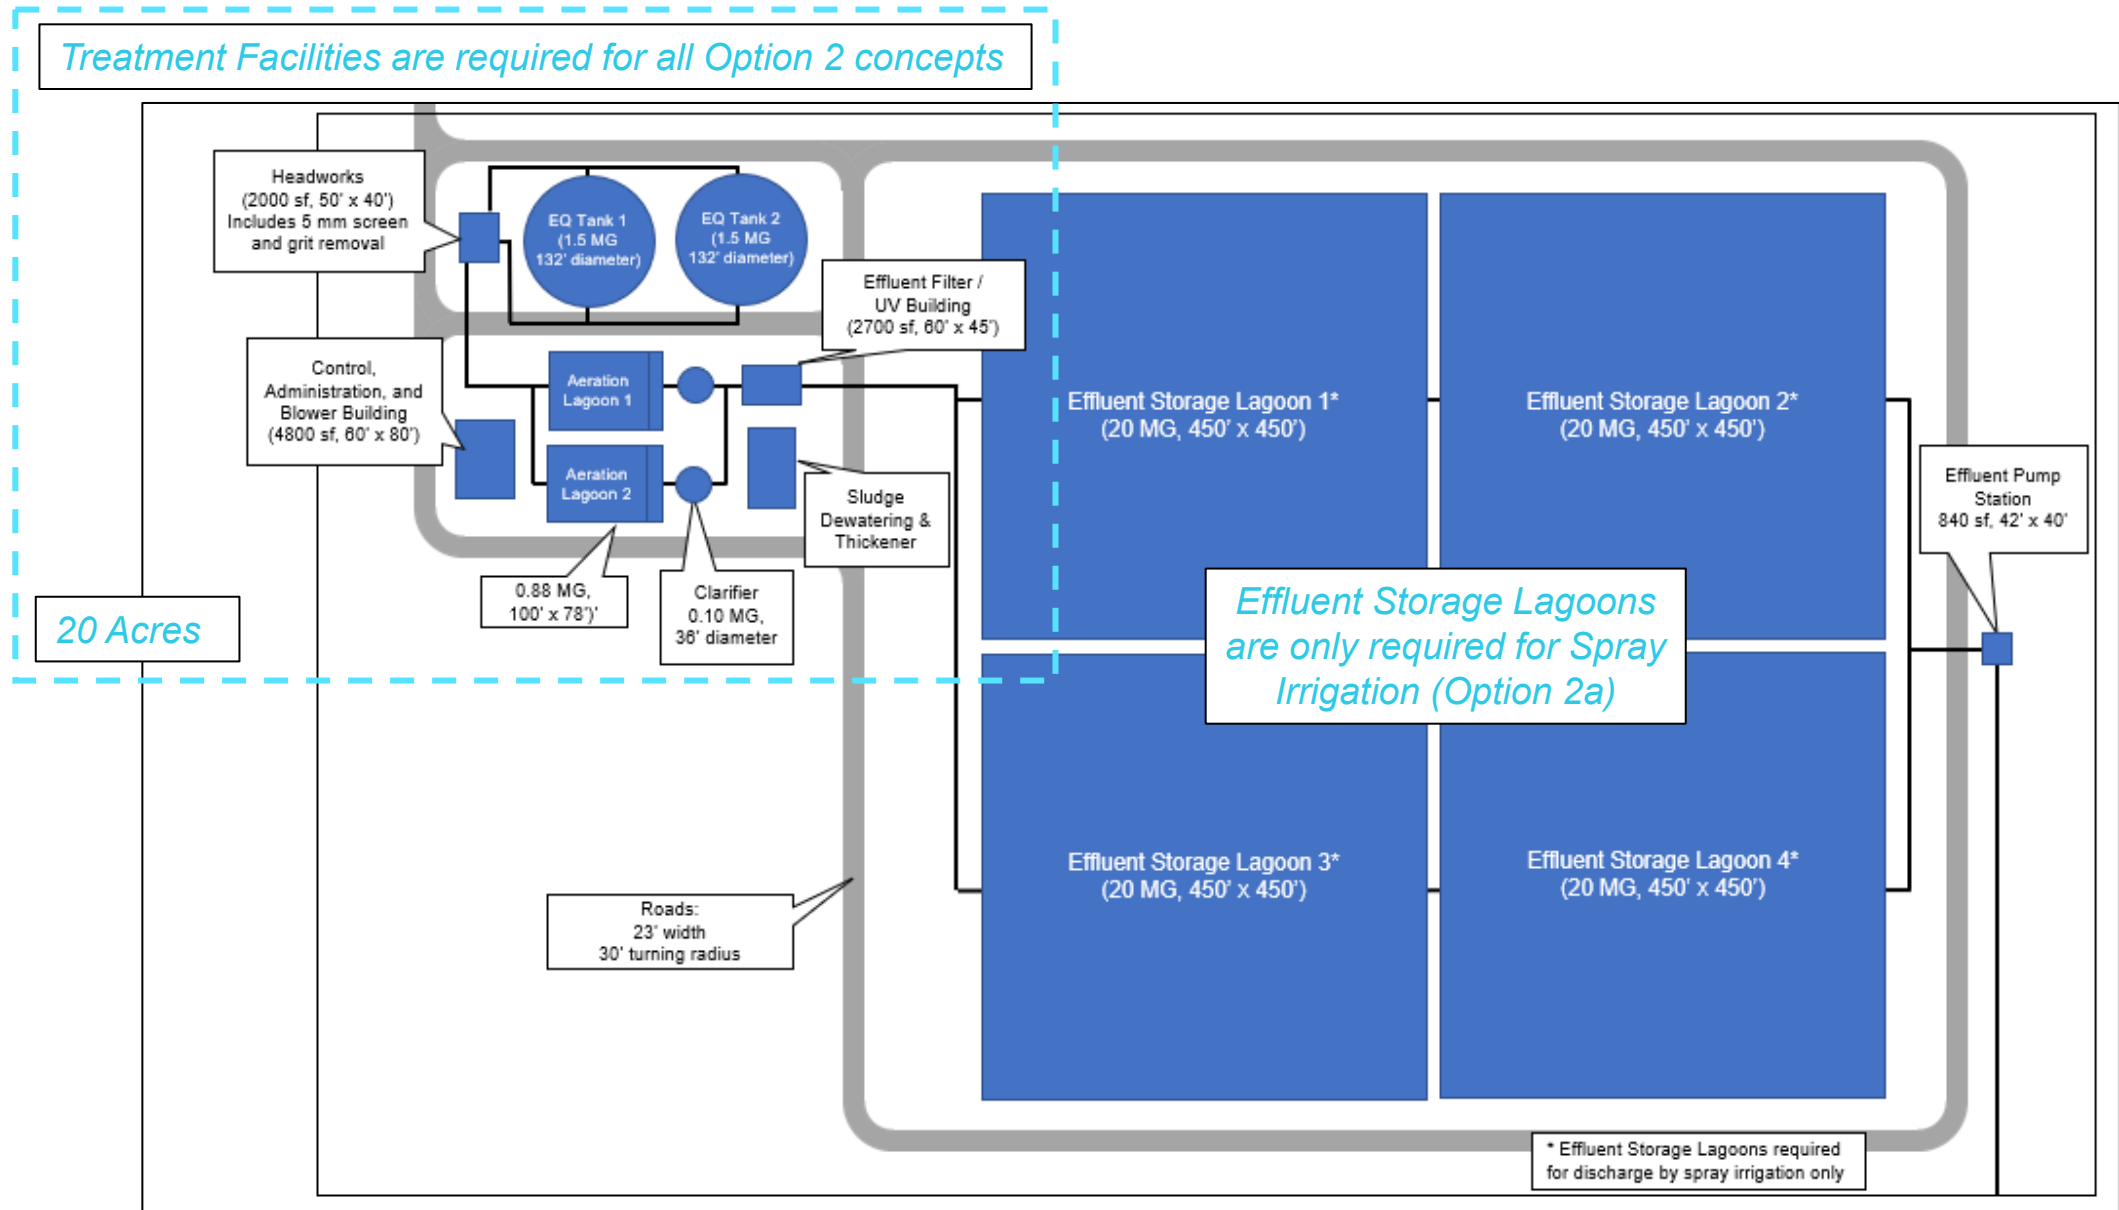 Treatment Facilities are required for all Option 2 concepts
Headworks
(2000 sf, 50' x 40')
Includes 5 mm screen
and grit removal
EQ Tank 1
(1.5 MG
132' diameter)
EQ Tank 2
(1.5 MG
132' diameter)
Effluent Filter /
UV Building
(2700 sf, 60' x 45')
Control,
Administration, and
Blower Building
(4800 sf, 60' x 80')
Aeration
Lagoon 1
Aeration
Lagoon 2
Sludge
Dewatering &
Thickener
0.88 MG,
100' x 78')'
Clarifier
0.10 MG,
36' diameter
20 Acres
Effluent Storage Lagoon 1*
(20 MG, 450' x 450')
Effluent Storage Lagoon 2*
(20 MG, 450' x 450')
Effluent Pump
Station
840 sf, 42' x 40'
Effluent Storage Lagoons
are only required for Spray
Irrigation (Option 2a)
Effluent Storage Lagoon 3*
(20 MG, 450' x 450')
Effluent Storage Lagoon 4*
(20 MG, 450' x 450')
Roads:
23' width
30' turning radius
* Effluent Storage Lagoons required
for discharge by spray irrigation only